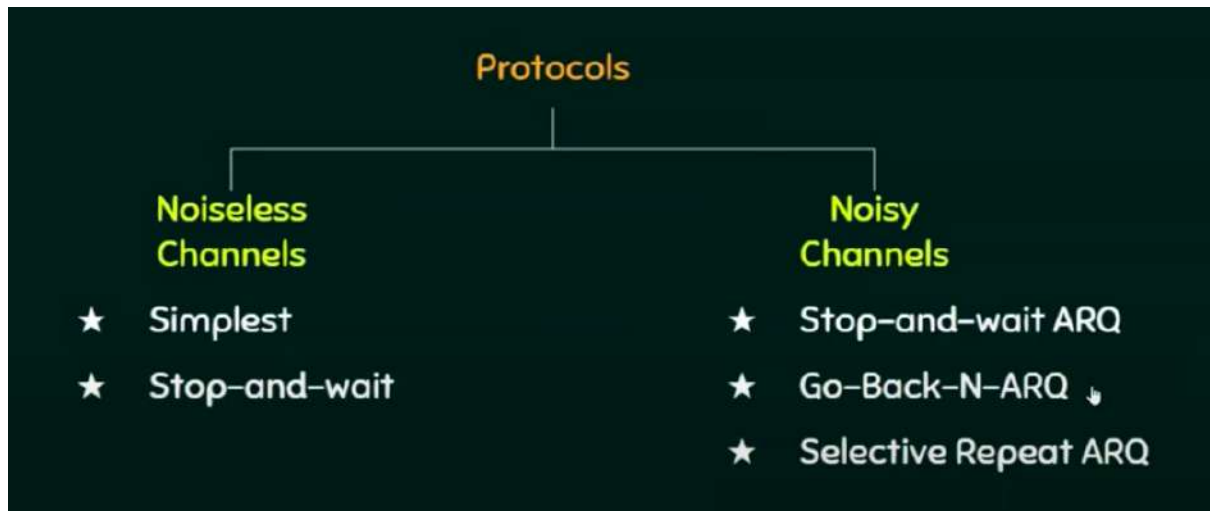 Protocols
Noiseless
Channels
★ Simplest
★ Stop-and-wait
Noisy
Channels
★ Stop-and-wait ARQ
★ Go-Back-N-ARQ
★ Selective Repeat ARQ